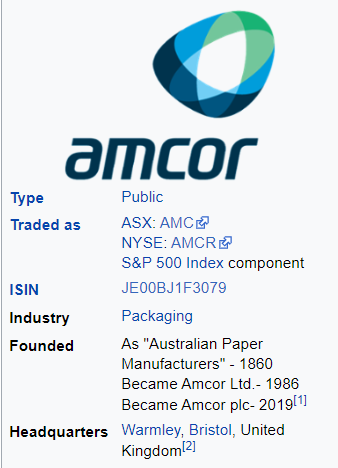 amcor
Type Public
Traded as ASX: AMC
NYSE: AMCR
S&P 500 Index component
ISIN JE00BJ1F3079
Industry Packaging
Founded As "Australian Paper
Manufacturers" - 1860
Became Amcor Ltd.- 1986
Became Amcor plc- 2019[1]
Headquarters Warmley, Bristol, United
Kingdom[2]